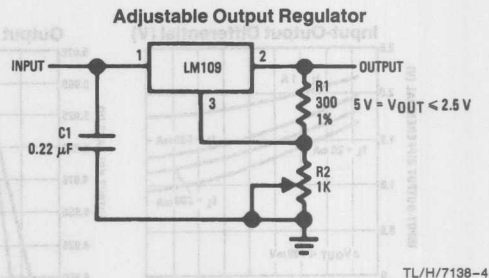 Adjustable Output Regulator
INPUT
1
LM109
2
OUTPUT
3
R1
300
1%
5 V = VOUT ≤ 2.5 V
C1
0.22 μF
R2
1K
TL/H/7138–4